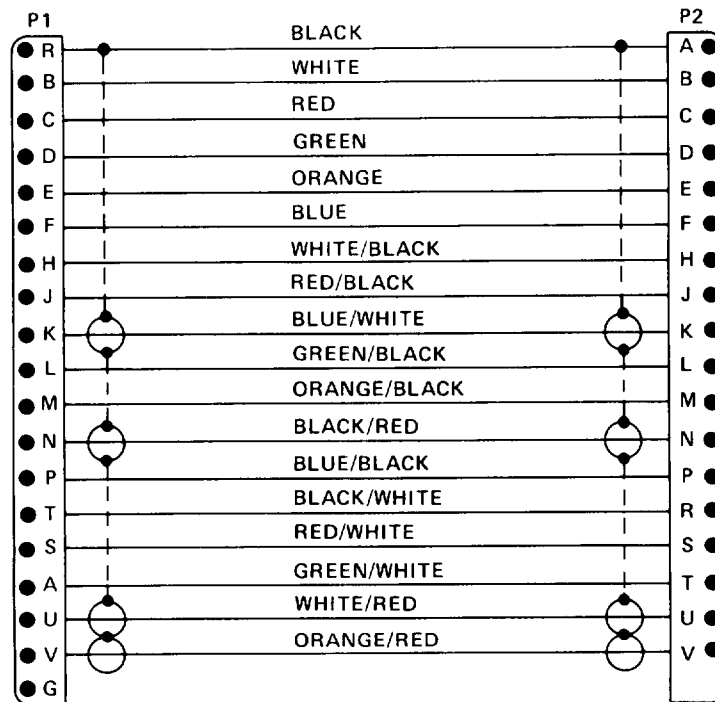 P1 P2
R BLACK A
B WHITE B
C RED C
D GREEN D
E ORANGE E
F BLUE F
H WHITE/BLACK H
J RED/BLACK J
K BLUE/WHITE K
L GREEN/BLACK L
M ORANGE/BLACK M
N BLACK/RED N
P BLUE/BLACK P
T BLACK/WHITE R
S RED/WHITE S
A GREEN/WHITE T
U WHITE/RED U
V ORANGE/RED V
G